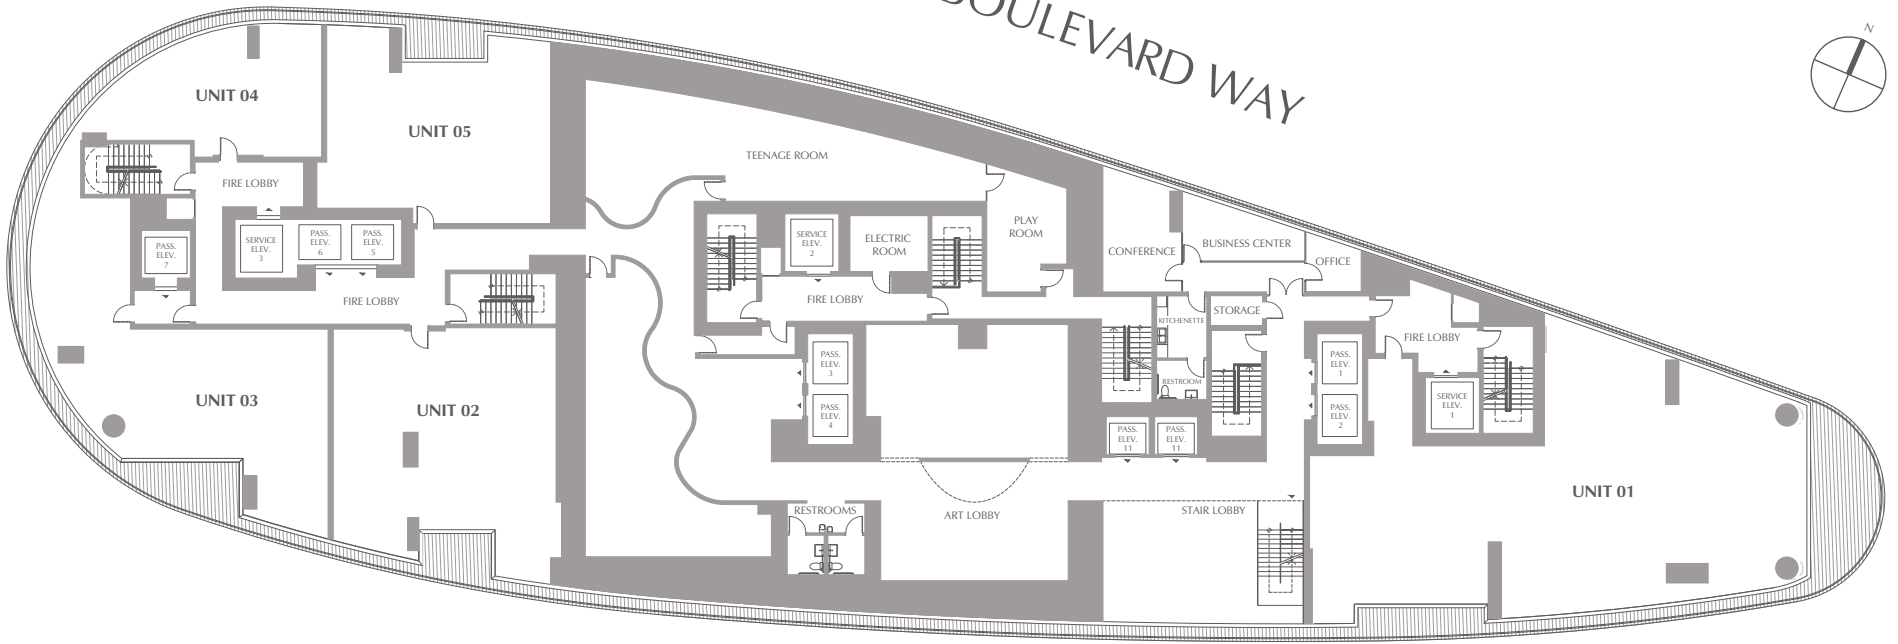 BOULEVARD WAY
N
UNIT 04
UNIT 05
FIRE LOBBY
PASS.
ELEV.
7
SERVICE
ELEV.
3
PASS.
ELEV.
6
PASS.
ELEV.
5
FIRE LOBBY
UNIT 03
UNIT 02
TEENAGE ROOM
SERVICE
ELEV.
2
ELECTRIC
ROOM
PLAY
ROOM
FIRE LOBBY
PASS.
ELEV.
3
PASS.
ELEV.
4
CONFERENCE
BUSINESS CENTER
OFFICE
KITCHENETTE
STORAGE
RESTROOM
PASS.
ELEV.
11
PASS.
ELEV.
11
PASS.
ELEV.
1
PASS.
ELEV.
2
FIRE LOBBY
SERVICE
ELEV.
1
RESTROOMS
ART LOBBY
STAIR LOBBY
UNIT 01